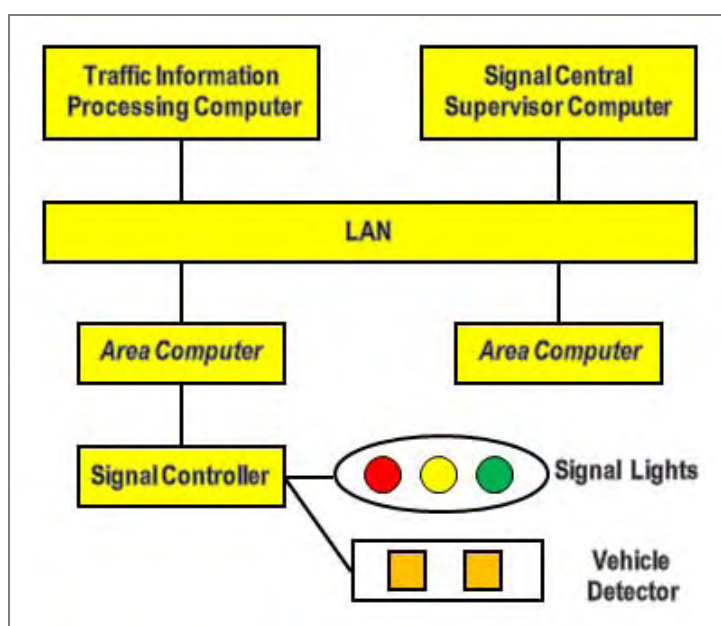 Traffic Information
Processing Computer
Signal Central
Supervisor Computer
LAN
Area Computer
Area Computer
Signal Controller
Signal Lights
Vehicle
Detector